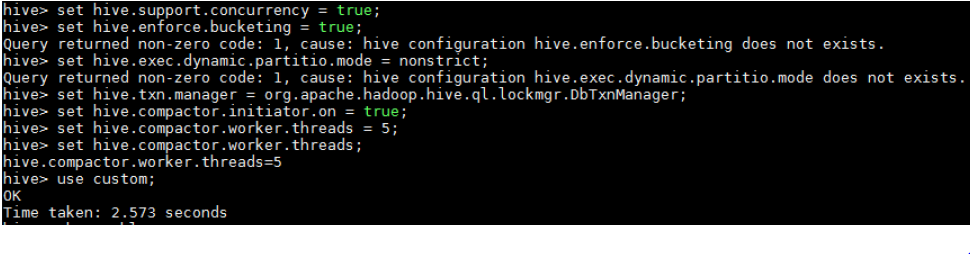 hive> set hive.support.concurrency = true;
hive> set hive.enforce.bucketing = true;
Query returned non-zero code: 1, cause: hive configuration hive.enforce.bucketing does not exists.
hive> set hive.exec.dynamic.partitio.mode = nonstrict;
Query returned non-zero code: 1, cause: hive configuration hive.exec.dynamic.partitio.mode does not exists.
hive> set hive.txn.manager = org.apache.hadoop.hive.ql.lockmgr.DbTxnManager;
hive> set hive.compactor.initiator.on = true;
hive> set hive.compactor.worker.threads = 5;
hive> set hive.compactor.worker.threads;
hive.compactor.worker.threads=5
hive> use custom;
OK
Time taken: 2.573 seconds